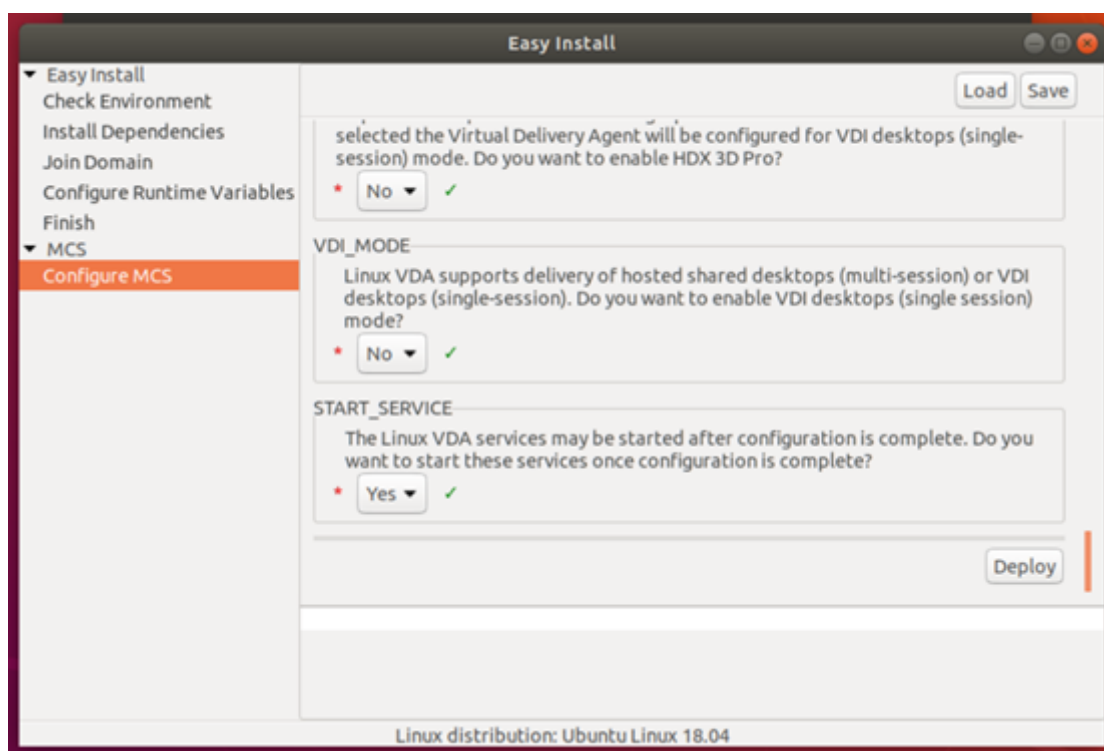 Easy Install
Easy Install
Check Environment
Install Dependencies
Join Domain
Configure Runtime Variables
Finish
MCS
Configure MCS
Load Save
selected the Virtual Delivery Agent will be configured for VDI desktops (single-
session) mode. Do you want to enable HDX 3D Pro?
* No ✓
VDI_MODE
Linux VDA supports delivery of hosted shared desktops (multi-session) or VDI
desktops (single-session). Do you want to enable VDI desktops (single session)
mode?
* No ✓
START_SERVICE
The Linux VDA services may be started after configuration is complete. Do you
want to start these services once configuration is complete?
* Yes ✓
Deploy
Linux distribution: Ubuntu Linux 18.04